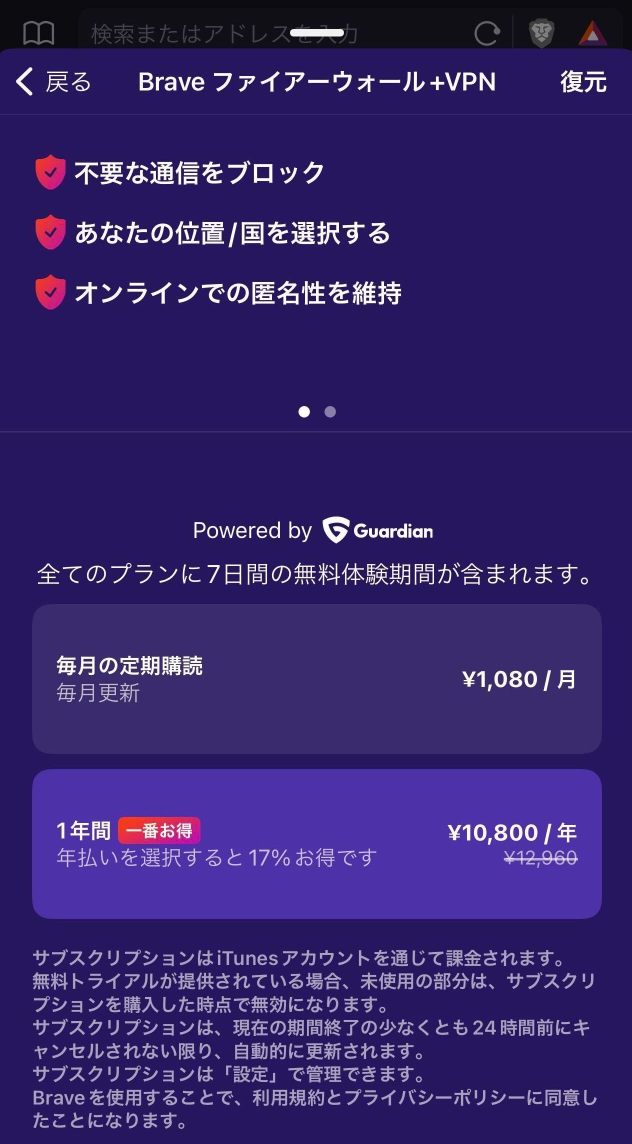 検索またはアドレスを入力
戻る Brave ファイアーウォール+VPN 復元
不要な通信をブロック
あなたの位置/国を選択する
オンラインでの匿名性を維持
Powered by Guardian
全てのプランに7日間の無料体験期間が含まれます。
毎月の定期購読
毎月更新
¥1,080 / 月
1年間 一番お得
年払いを選択すると17%お得です
¥10,800 / 年
¥12,960
サブスクリプションはiTunesアカウントを通じて課金されます。
無料トライアルが提供されている場合、未使用の部分は、サブスクリ
プションを購入した時点で無効になります。
サブスクリプションは、現在の期間終了の少なくとも24時間前にキ
ャンセルされない限り、自動的に更新されます。
サブスクリプションは「設定」で管理できます。
Braveを使用することで、利用規約とプライバシーポリシーに同意し
たことになります。